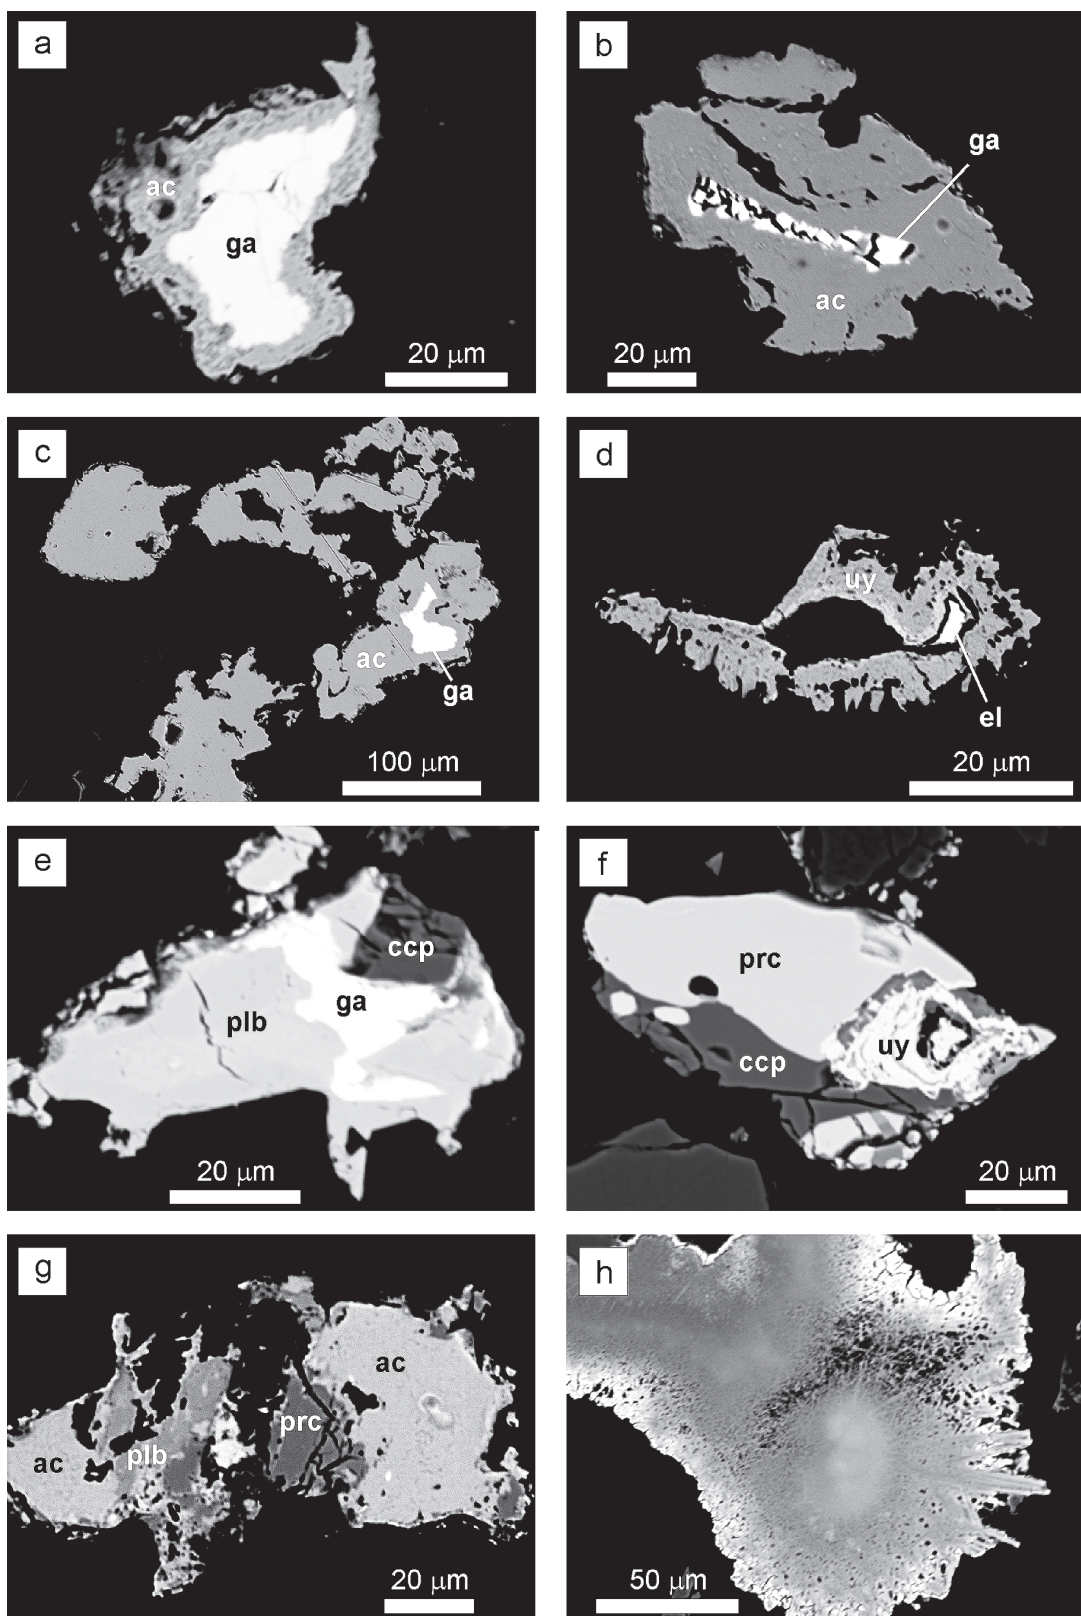 a
ac
ga
20 μm
b
ga
ac
20 μm
c
ac
ga
100 μm
d
uy
el
20 μm
e
ccp
ga
plb
20 μm
f
prc
ccp
uy
20 μm
g
ac
prc
plb
ac
20 μm
h
50 μm